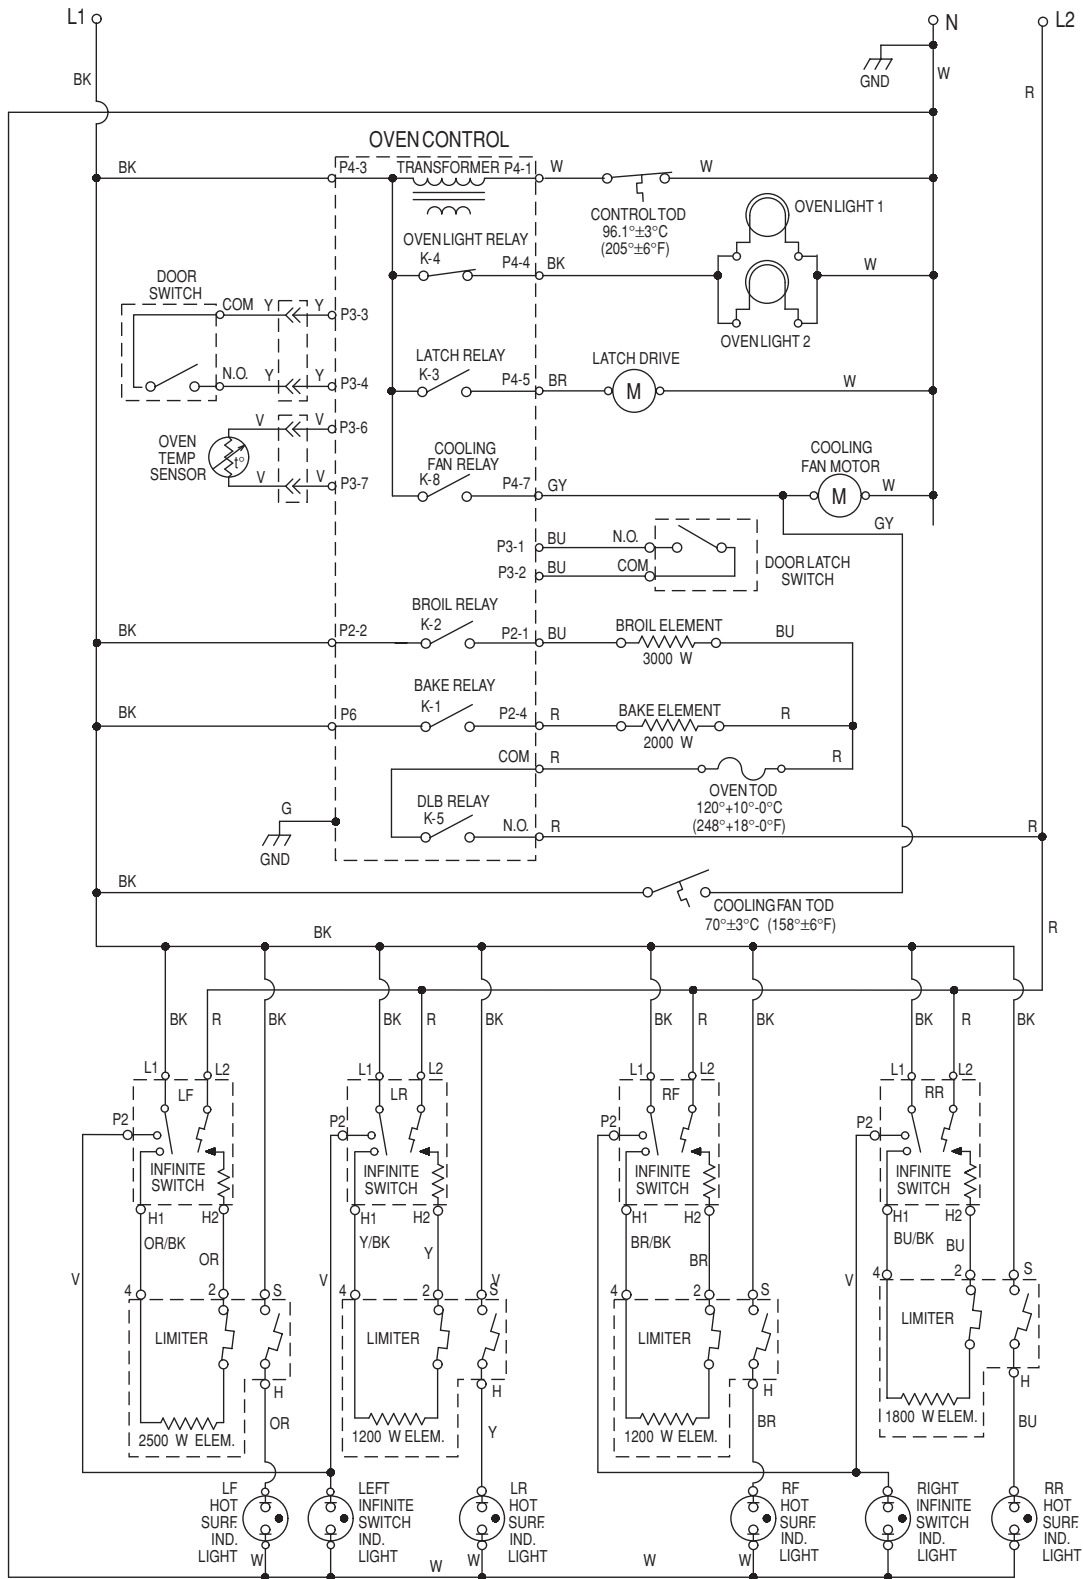 L1
N
L2
GND
BK
W
R
OVEN CONTROL
BK
P4-3
TRANSFORMER
P4-1
W
W
CONTROL TOD
96.1°±3°C
(205°±6°F)
OVEN LIGHT 1
OVEN LIGHT RELAY
K-4
P4-4
BK
W
OVEN LIGHT 2
DOOR
SWITCH
COM
Y
Y
P3-3
N.O.
Y
Y
P3-4
LATCH RELAY
K-3
P4-5
BR
LATCH DRIVE
M
W
OVEN
TEMP
SENSOR
t°
V
V
P3-6
V
V
P3-7
COOLING
FAN RELAY
K-8
P4-7
GY
COOLING
FAN MOTOR
M
W
GY
P3-1
BU
N.O.
P3-2
BU
COM
DOOR LATCH
SWITCH
BK
P2-2
BROIL RELAY
K-2
P2-1
BU
BROIL ELEMENT
3000 W
BU
BK
P6
BAKE RELAY
K-1
P2-4
R
BAKE ELEMENT
2000 W
R
COM
R
R
OVEN TOD
120°+10°-0°C
(248°+18°-0°F)
G
GND
DLB RELAY
K-5
N.O.
R
R
BK
COOLING FAN TOD
70°±3°C (158°±6°F)
BK
R
BK
R
BK
BK
R
BK
BK
R
BK
BK
R
BK
L1
L2
L1
L2
L1
L2
L1
L2
LF
LR
RF
RR
P2
P2
P2
P2
INFINITE
SWITCH
INFINITE
SWITCH
INFINITE
SWITCH
INFINITE
SWITCH
H1
H2
H1
H2
H1
H2
H1
H2
OR/BK
OR
Y/BK
Y
BR/BK
BR
BU/BK
BU
V
V
V
V
V
4
2
S
4
2
S
4
2
S
4
2
S
LIMITER
LIMITER
LIMITER
LIMITER
H
H
H
H
2500 W ELEM.
OR
1200 W ELEM.
Y
1200 W ELEM.
BR
1800 W ELEM.
BU
LF
HOT
SURF.
IND.
LIGHT
LEFT
INFINITE
SWITCH
IND.
LIGHT
LR
HOT
SURF.
IND.
LIGHT
RF
HOT
SURF.
IND.
LIGHT
RIGHT
INFINITE
SWITCH
IND.
LIGHT
RR
HOT
SURF.
IND.
LIGHT
W
W
W
W
W